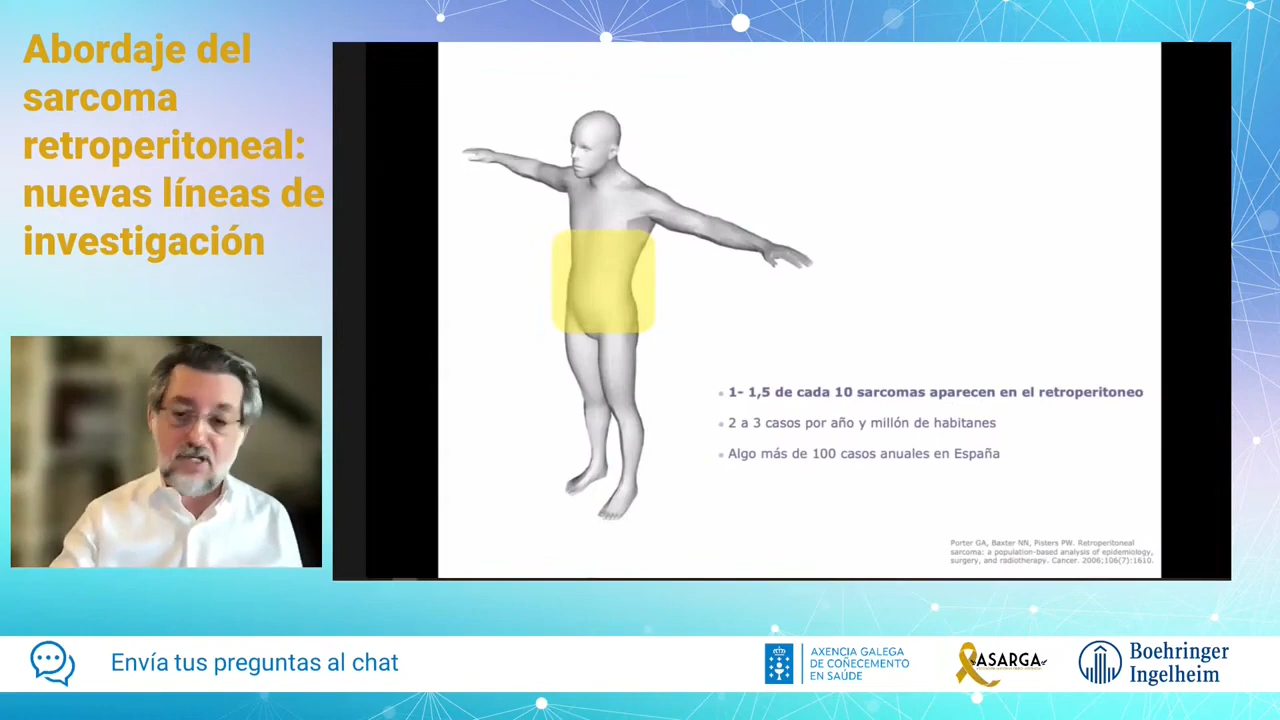 Abordaje del
sarcoma
retroperitoneal:
nuevas líneas de
investigación
1- 1,5 de cada 10 sarcomas aparecen en el retroperitoneo
2 a 3 casos por año y millón de habitanes
Algo más de 100 casos anuales en España
Porter GA, Baxter NN, Pisters PW. Retroperitoneal
sarcoma: a population-based analysis of epidemiology,
surgery, and radiotherapy. Cancer. 2006;106(7):1610.
Envía tus preguntas al chat
AXENCIA GALEGA
DE COÑECEMENTO
EN SAÚDE
ASARGA
Boehringer
Ingelheim